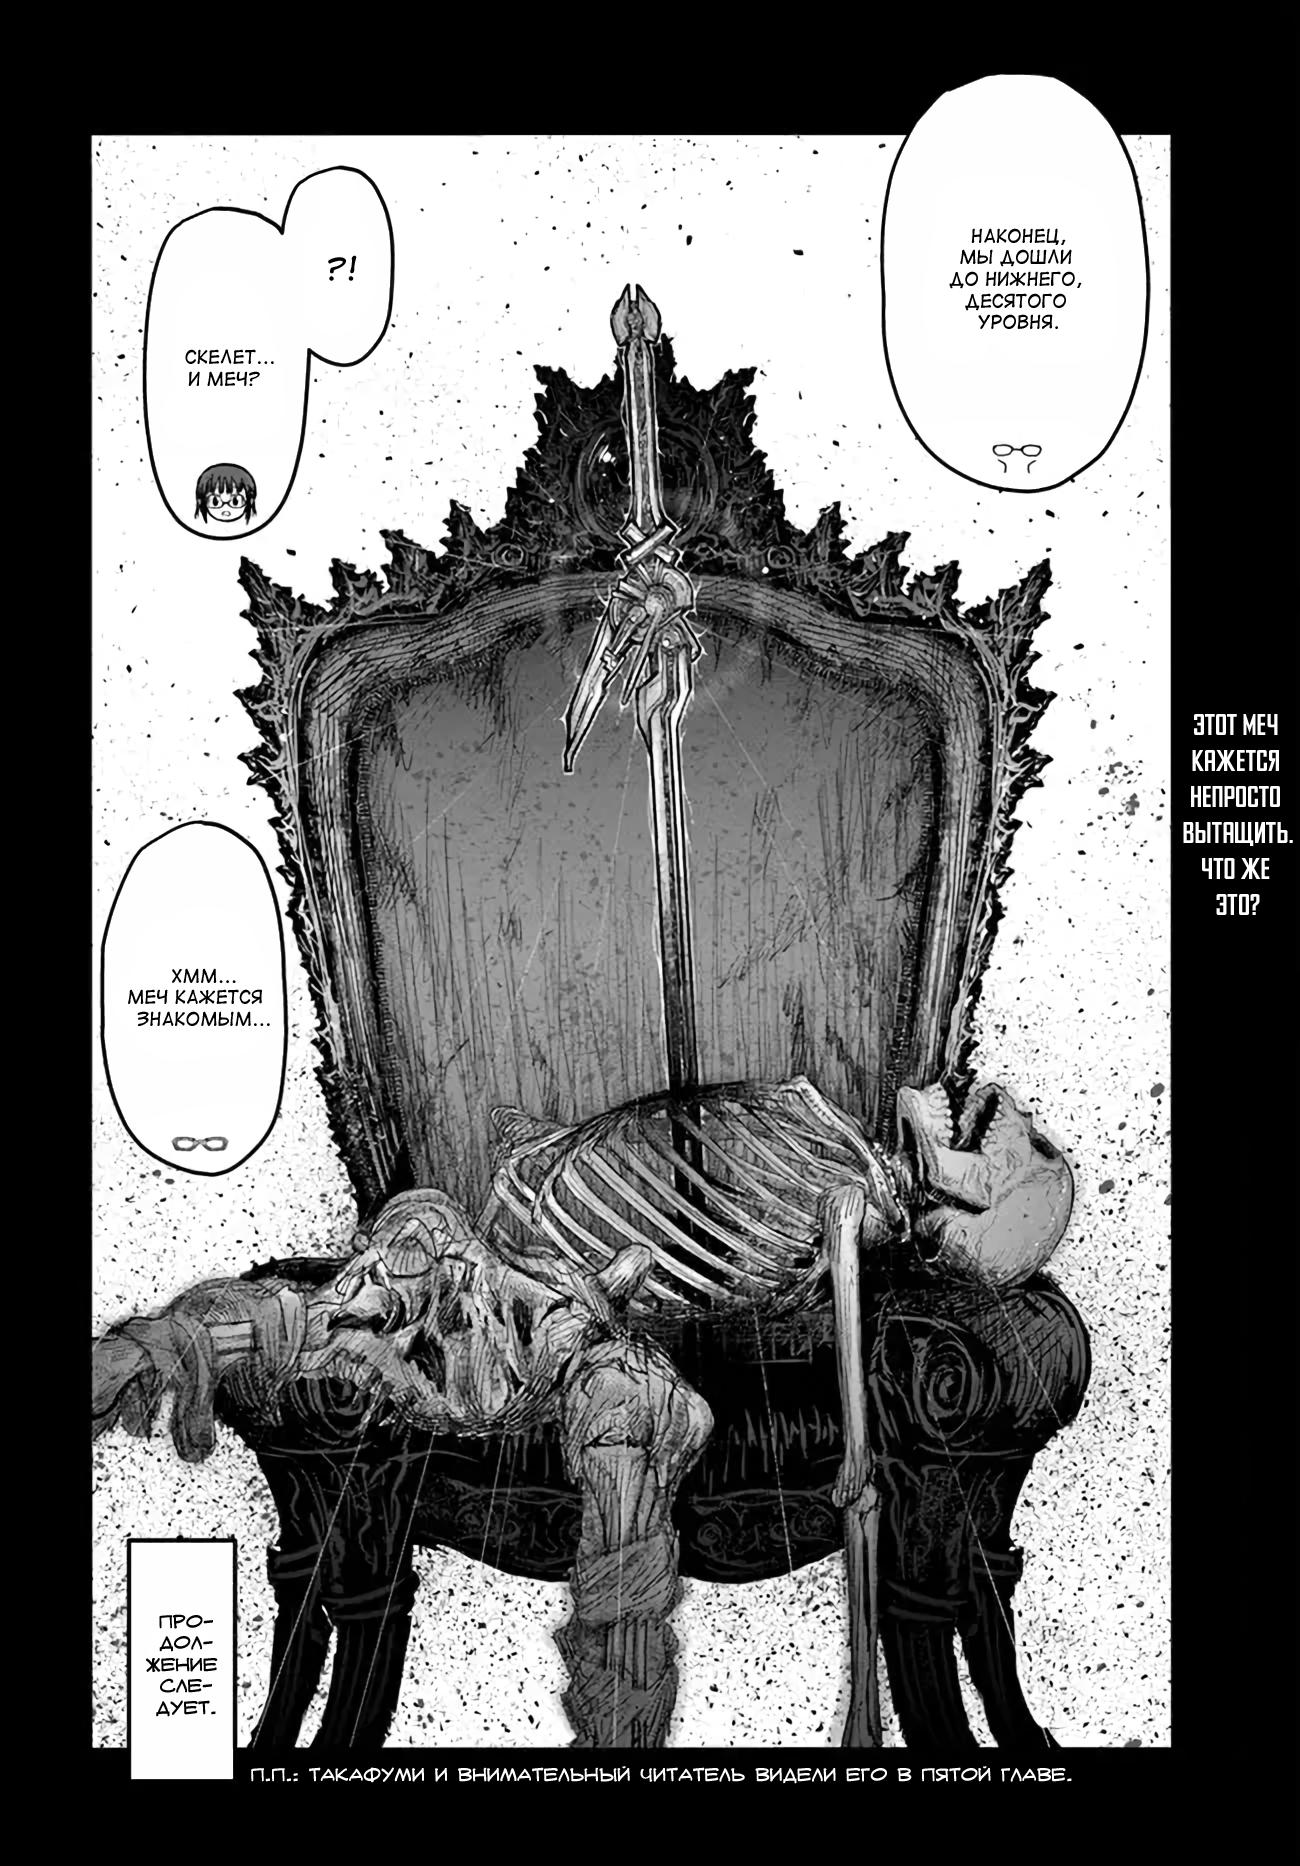 НАКОНЕЦ,
МЫ ДОШЛИ
ДО НИЖНЕГО,
ДЕСЯТОГО
УРОВНЯ.
?!
СКЕЛЕТ...
И МЕЧ?
ХММ...
МЕЧ КАЖЕТСЯ
ЗНАКОМЫМ...
ЭТОТ МЕЧ
КАЖЕТСЯ
НЕПРОСТО
ВЫТАЩИТЬ.
ЧТО ЖЕ
ЭТО?
ПРО-
ДОЛ-
ЖЕНИЕ
СЛЕ-
ДУЕТ.
П.П.: ТАКАФУМИ И ВНИМАТЕЛЬНЫЙ ЧИТАТЕЛЬ ВИДЕЛИ ЕГО В ПЯТОЙ ГЛАВЕ.